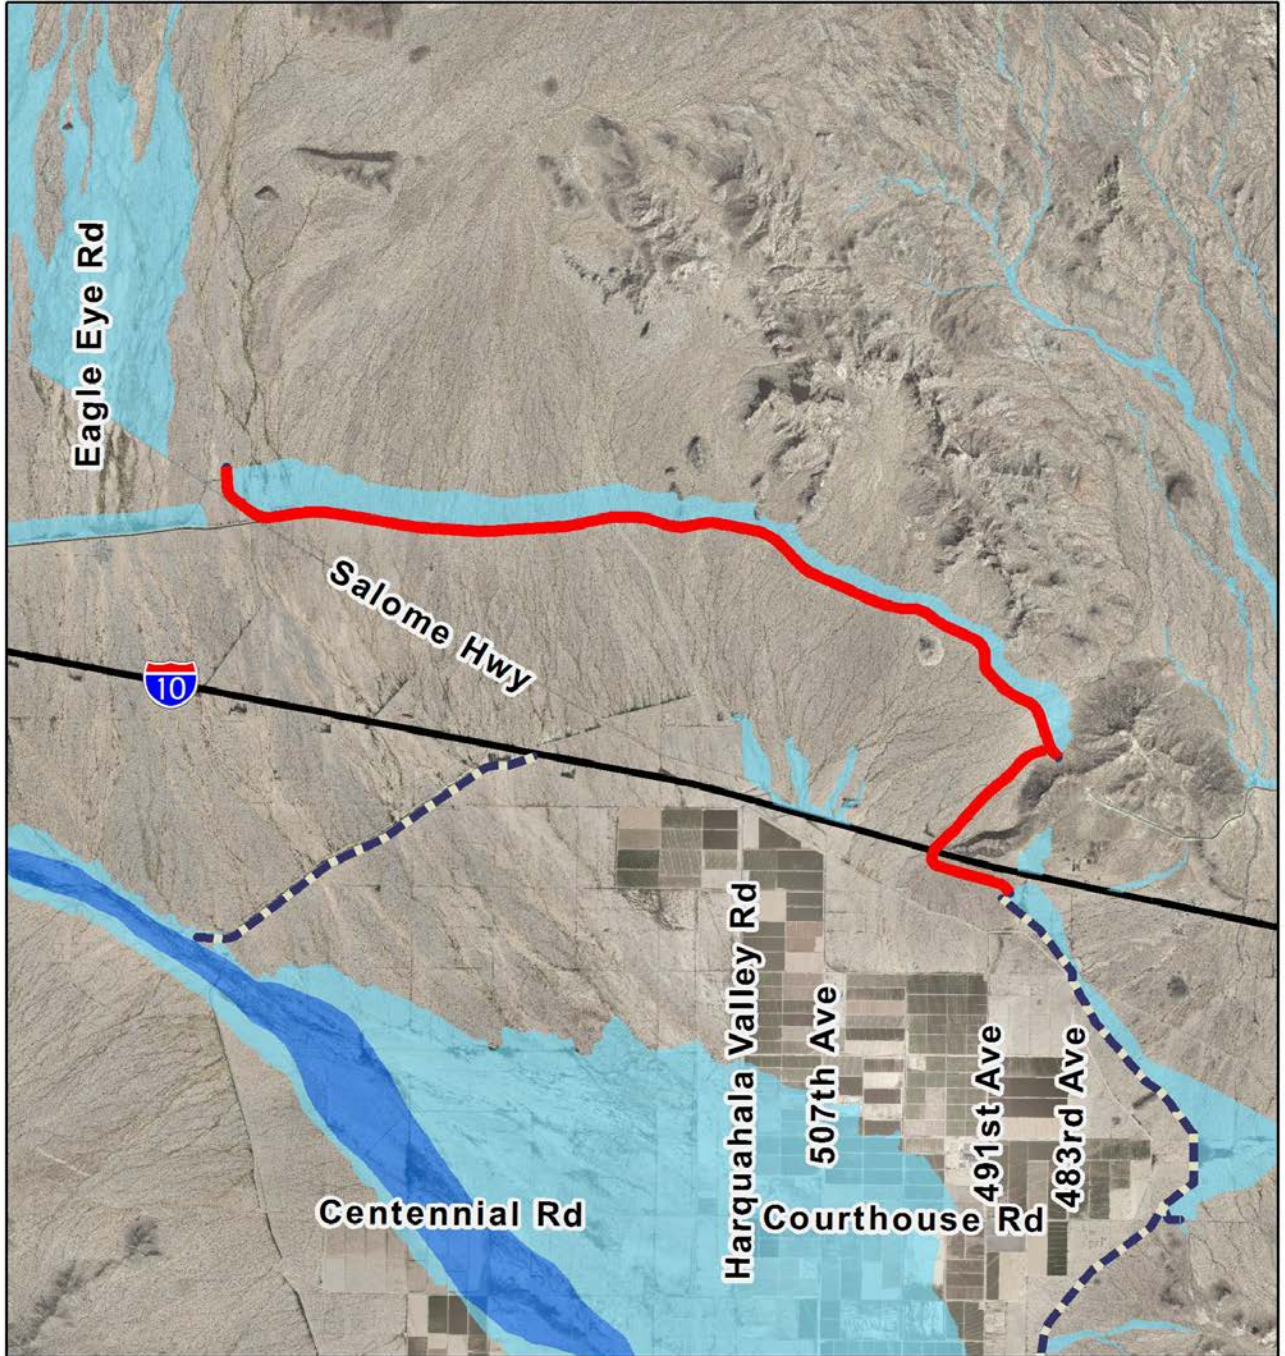 Eagle Eye Rd
Salome Hwy
10
Harquahala Valley Rd
507th Ave
491st Ave
483rd Ave
Centennial Rd
Courthouse Rd